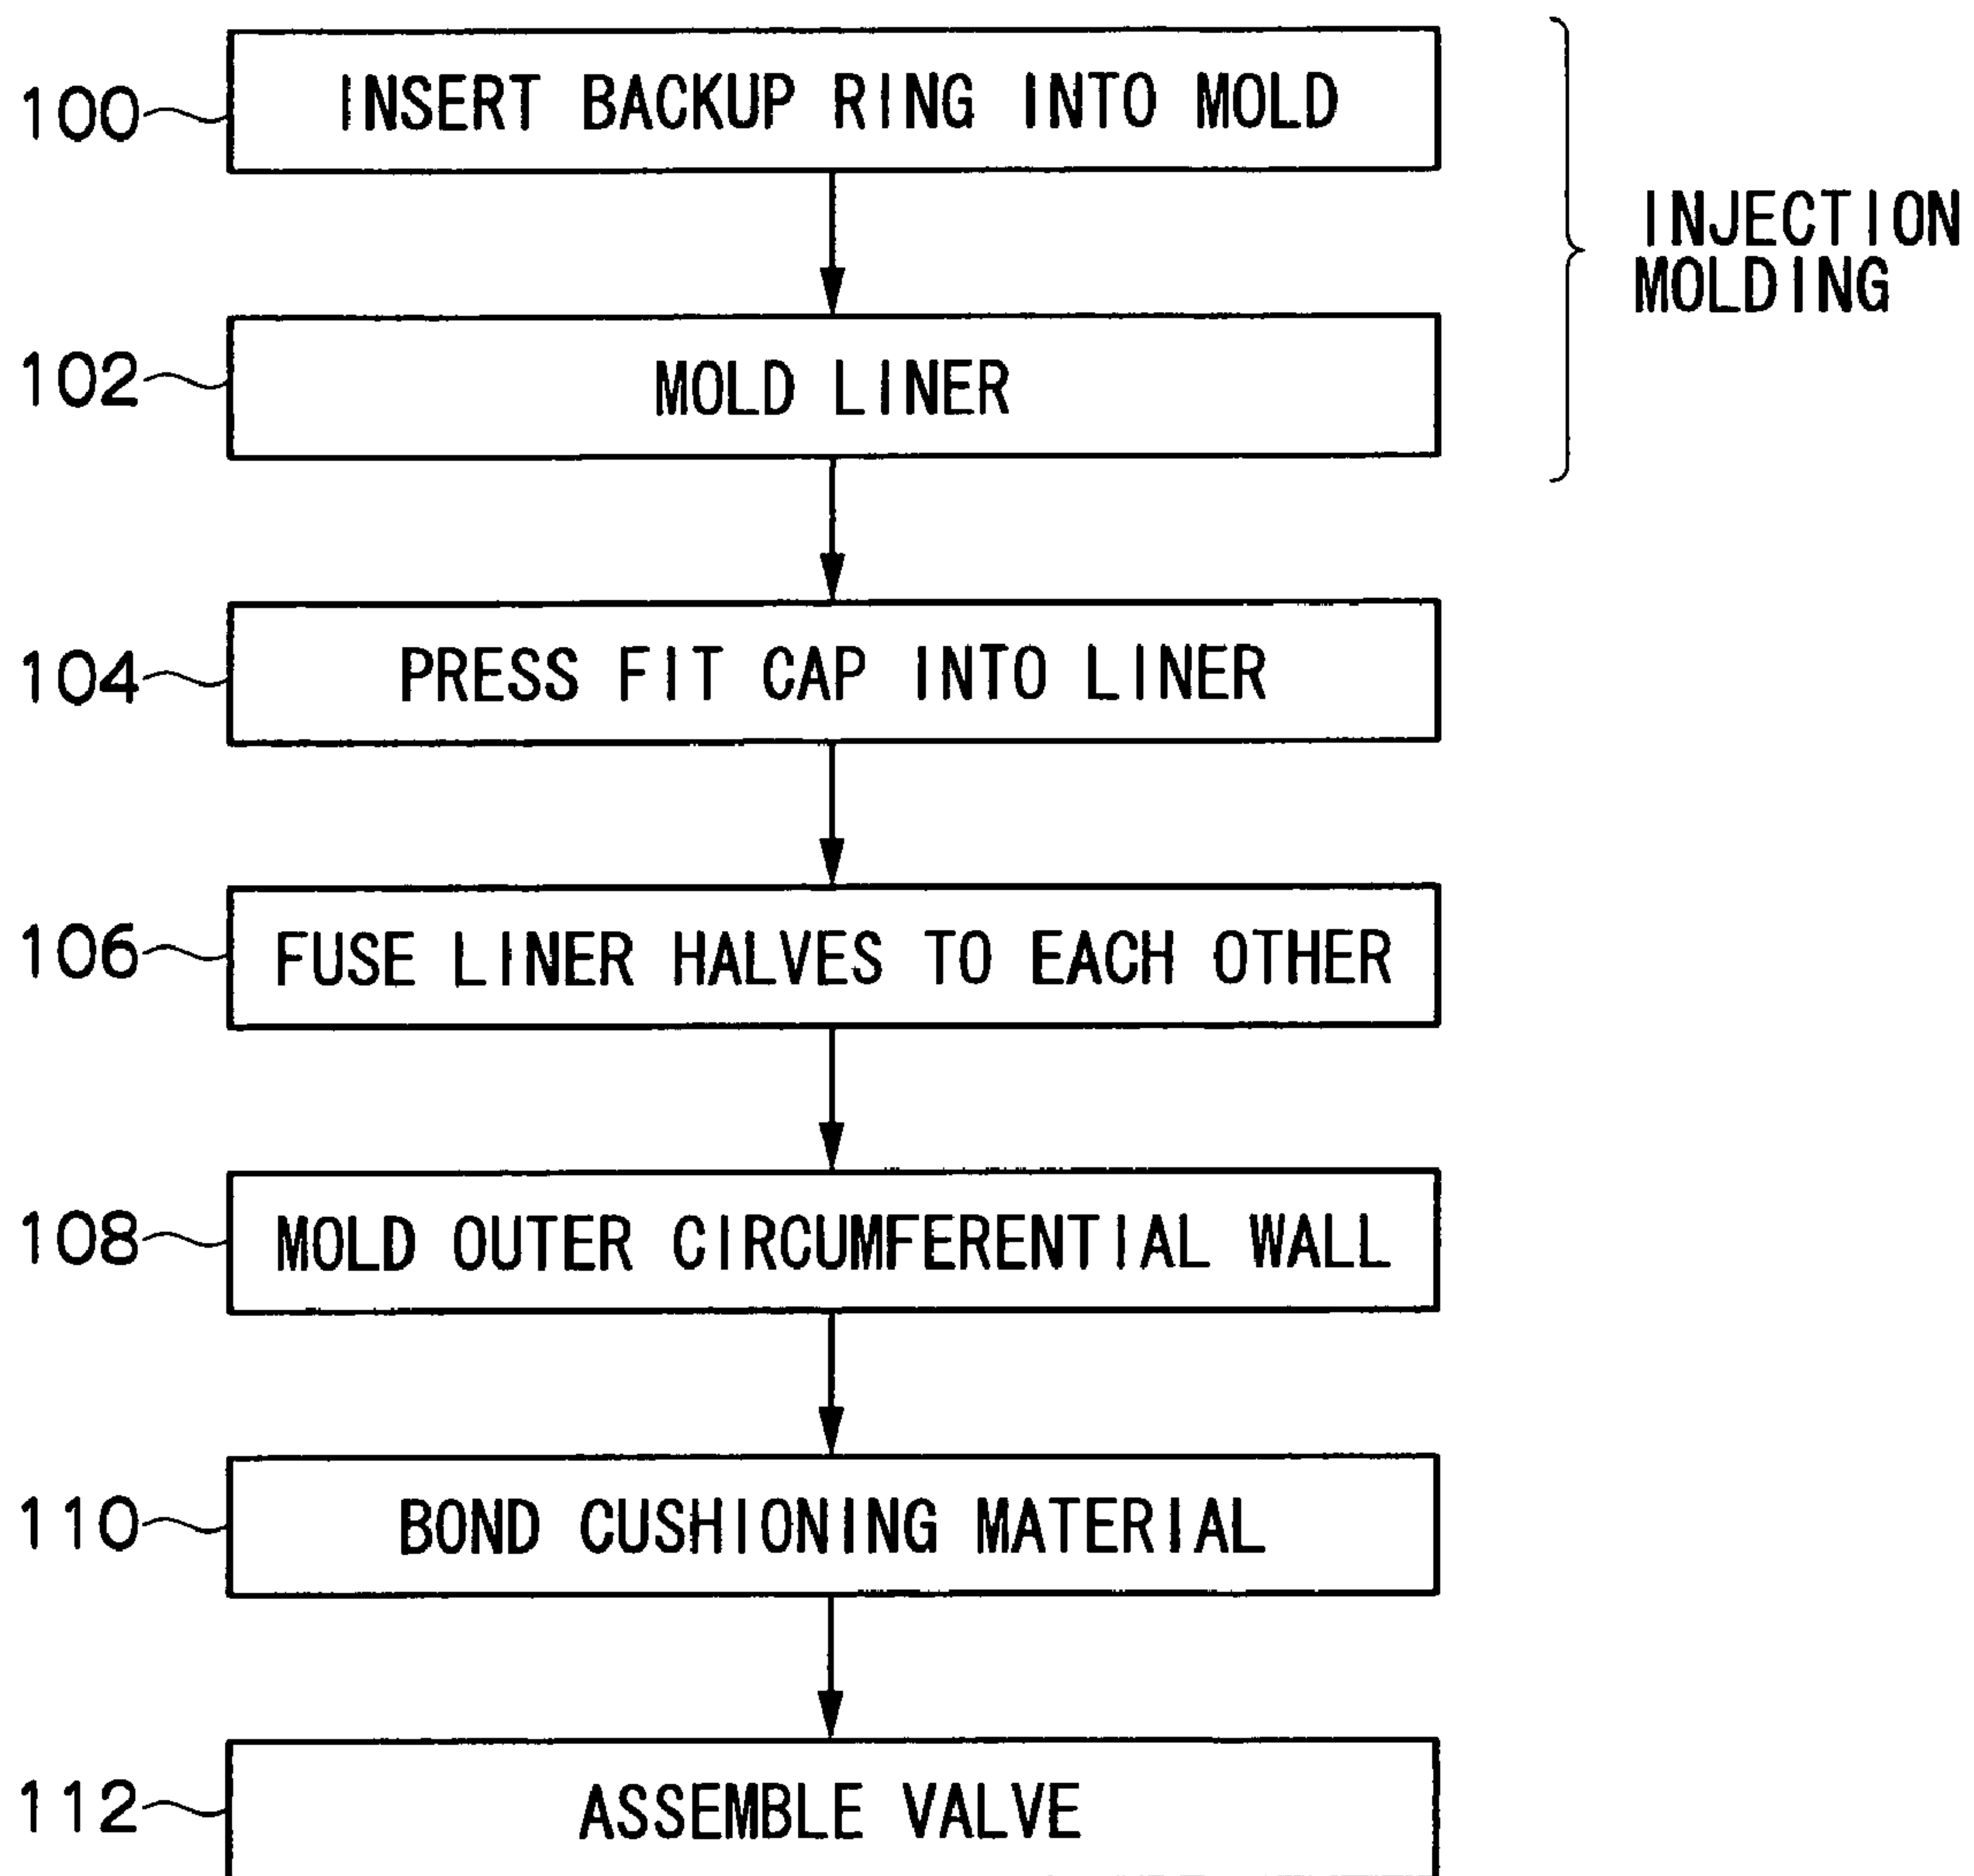 100
INSERT BACKUP RING INTO MOLD
INJECTION
MOLDING
102
MOLD LINER
104
PRESS FIT CAP INTO LINER
106
FUSE LINER HALVES TO EACH OTHER
108
MOLD OUTER CIRCUMFERENTIAL WALL
110
BOND CUSHIONING MATERIAL
112
ASSEMBLE VALVE